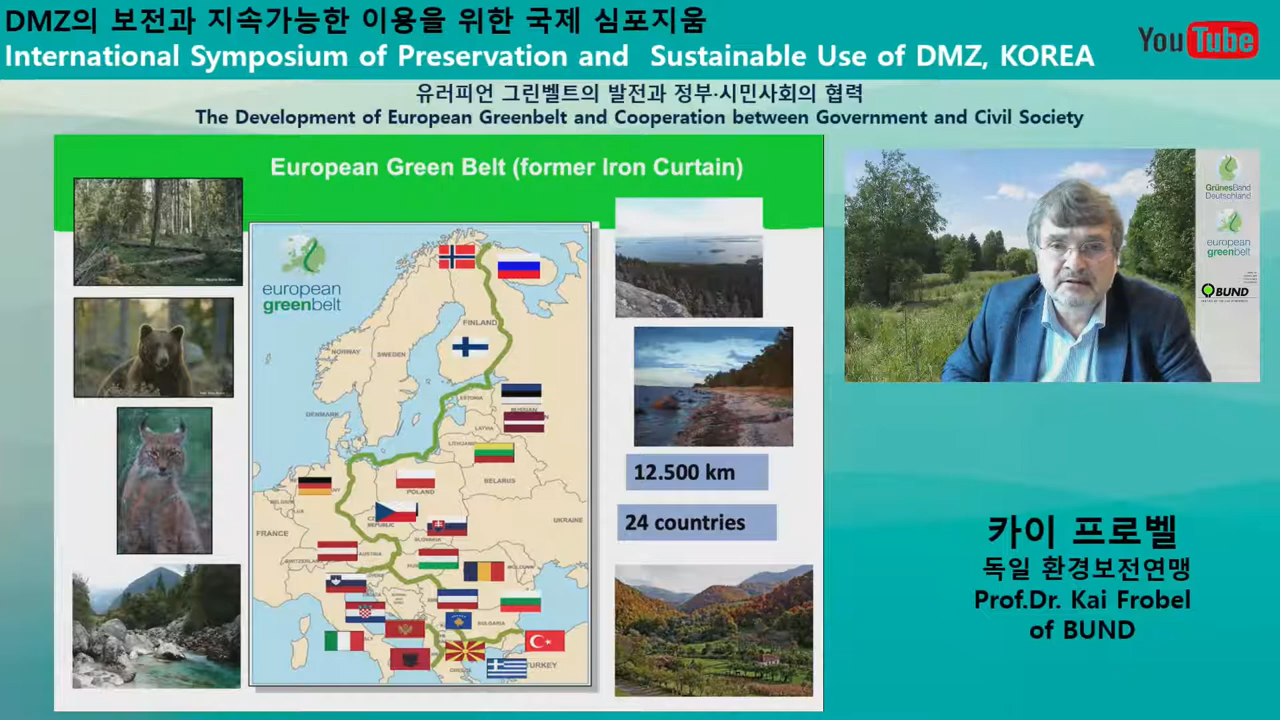 DMZ의 보전과 지속가능한 이용을 위한 국제 심포지움
International Symposium of Preservation and Sustainable Use of DMZ, KOREA
YouTube
유러피언 그린벨트의 발전과 정부·시민사회의 협력
The Development of European Greenbelt and Cooperation between Government and Civil Society
European Green Belt (former Iron Curtain)
european
greenbelt
FINLAND
NORWAY
SWEDEN
ESTONIA
DENMARK
LATVIA
LITHUANIA
BELARUS
POLAND
UKRAINE
FRANCE
AUSTRIA
BULGARIA
TURKEY
12.500 km
24 countries
GrünesBand
Deutschland
european
greenbelt
BUND
카이 프로벨
독일 환경보전연맹
Prof.Dr. Kai Frobel
of BUND